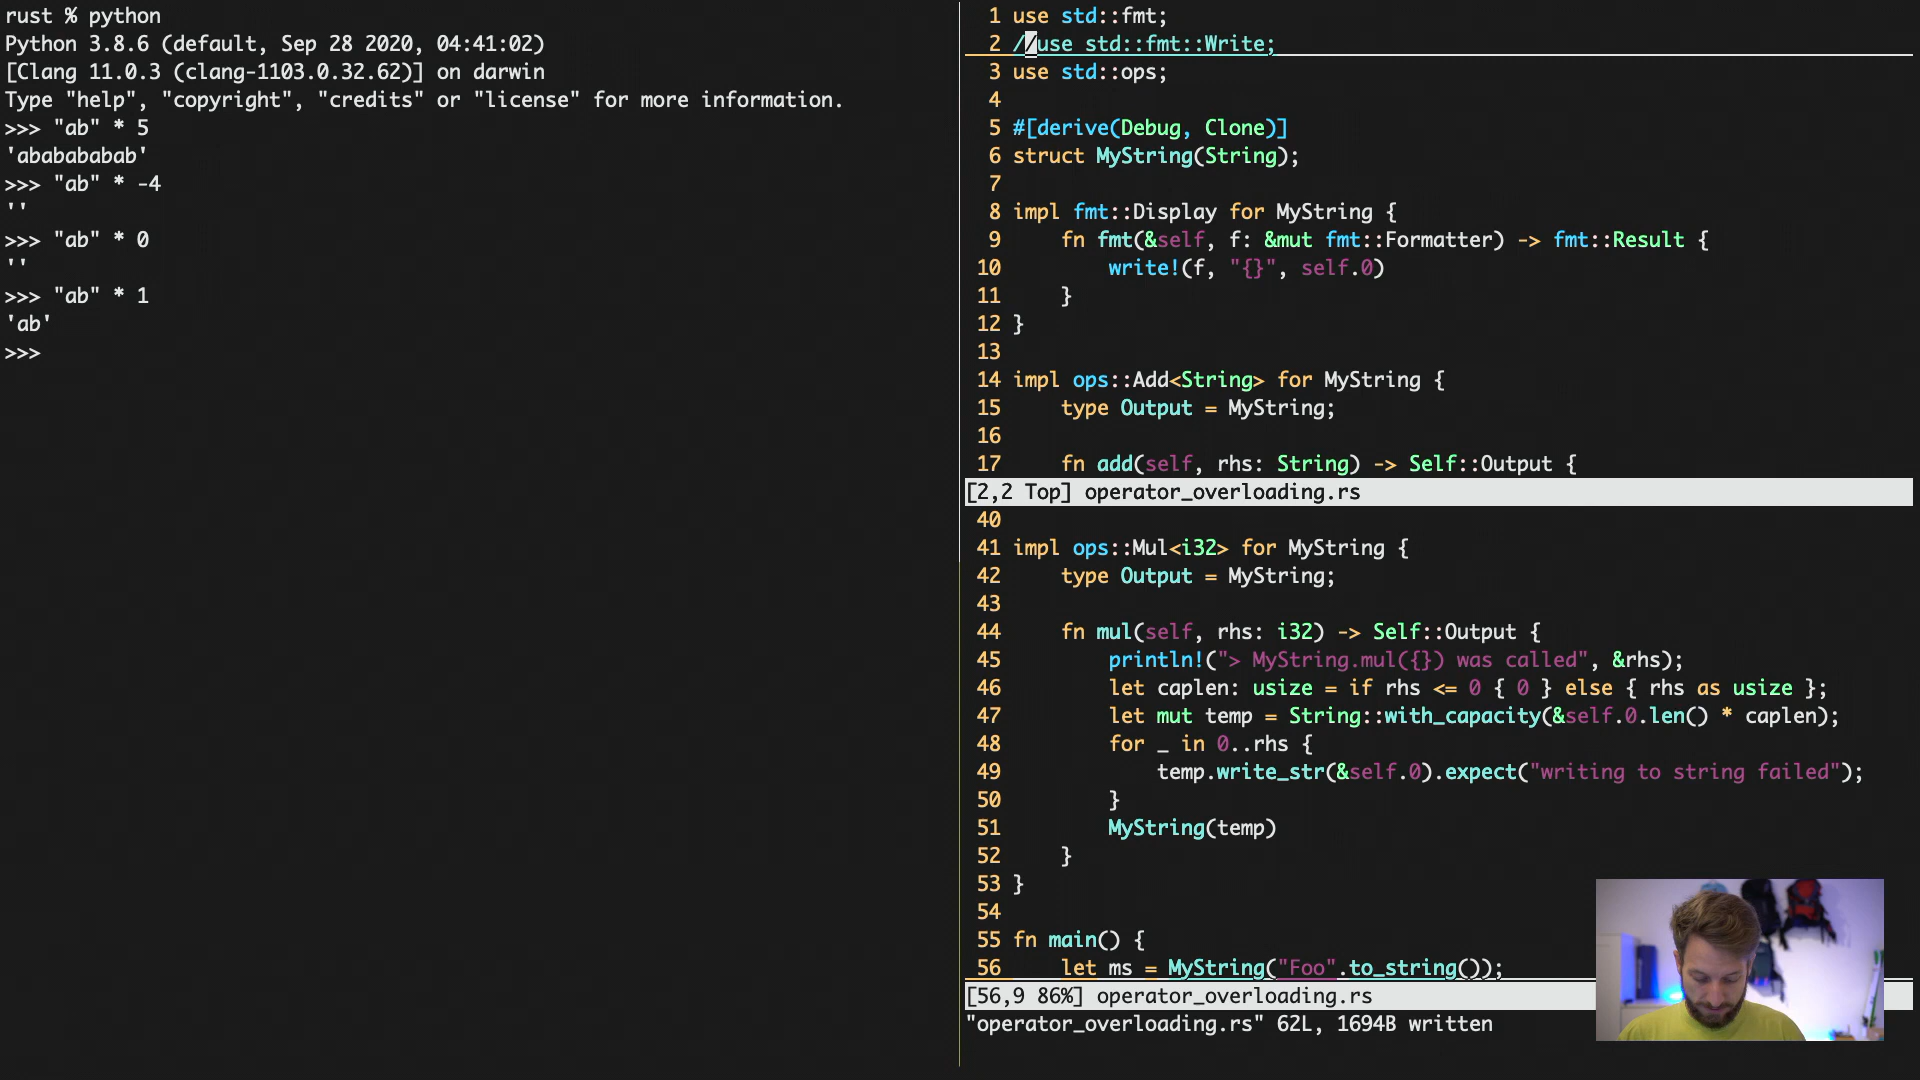 rust % python
Python 3.8.6 (default, Sep 28 2020, 04:41:02)
[Clang 11.0.3 (clang-1103.0.32.62)] on darwin
Type "help", "copyright", "credits" or "license" for more information.
>>> "ab" * 5
'ababababab'
>>> "ab" * -4
''
>>> "ab" * 0
''
>>> "ab" * 1
'ab'
>>>
1 use std::fmt;
2 //use std::fmt::Write;
3 use std::ops;
4
5 #[derive(Debug, Clone)]
6 struct MyString(String);
7
8 impl fmt::Display for MyString {
9     fn fmt(&self, f: &mut fmt::Formatter) -> fmt::Result {
10         write!(f, "{}", self.0)
11     }
12 }
13
14 impl ops::Add<String> for MyString {
15     type Output = MyString;
16
17     fn add(self, rhs: String) -> Self::Output {
[2,2 Top] operator_overloading.rs
40
41 impl ops::Mul<i32> for MyString {
42     type Output = MyString;
43
44     fn mul(self, rhs: i32) -> Self::Output {
45         println!("> MyString.mul({}) was called", &rhs);
46         let caplen: usize = if rhs <= 0 { 0 } else { rhs as usize };
47         let mut temp = String::with_capacity(&self.0.len() * caplen);
48         for _ in 0..rhs {
49             temp.write_str(&self.0).expect("writing to string failed");
50         }
51         MyString(temp)
52     }
53 }
54
55 fn main() {
56     let ms = MyString("Foo".to_string());
[56,9 86%] operator_overloading.rs
"operator_overloading.rs" 62L, 1694B written